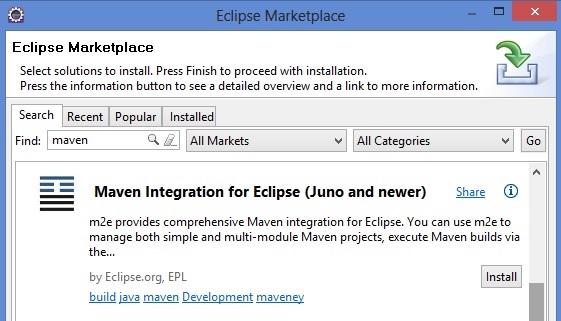 Eclipse Marketplace
Eclipse Marketplace
Select solutions to install. Press Finish to proceed with installation.
Press the information button to see a detailed overview and a link to more information.
Search Recent Popular Installed
Find: maven All Markets All Categories Go
Maven Integration for Eclipse (Juno and newer) Share
m2e provides comprehensive Maven integration for Eclipse. You can use m2e to
manage both simple and multi-module Maven projects, execute Maven builds via
the...
by Eclipse.org, EPL Install
build java maven Development maveney